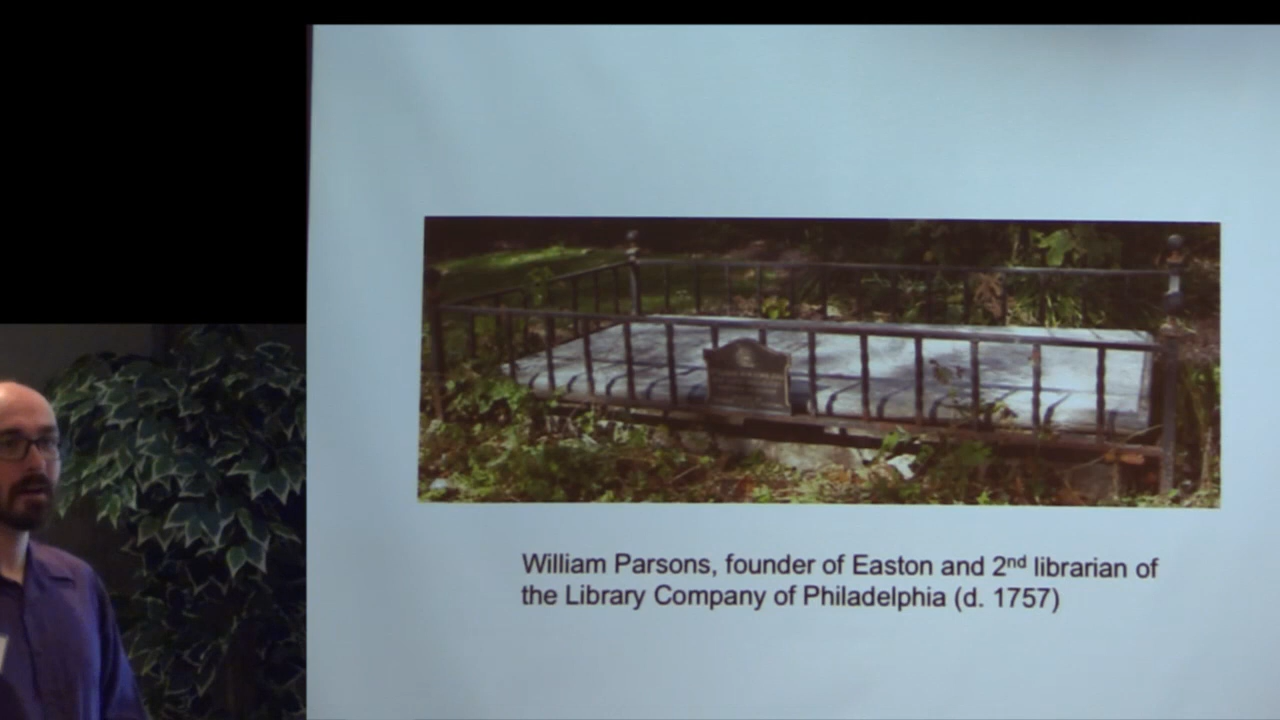 William Parsons, founder of Easton and 2nd librarian of
the Library Company of Philadelphia (d. 1757)